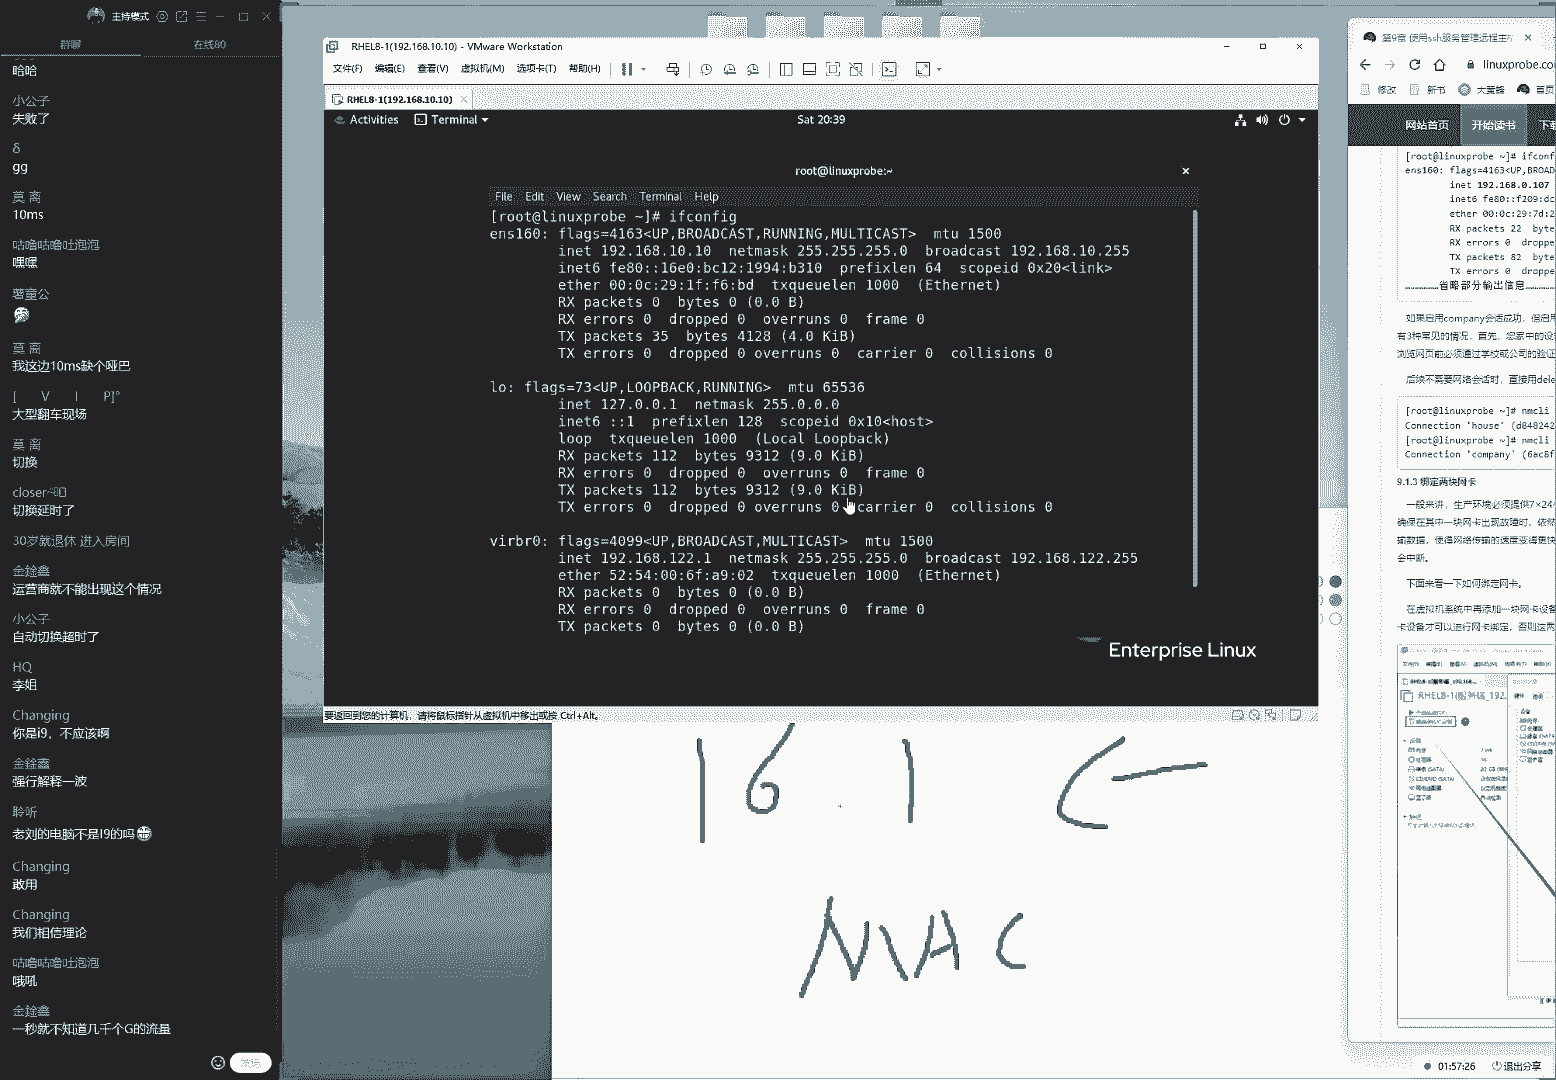 主持模式
群聊
在线80
哈哈
小公子
失败了
δ
gg
莫 离
10ms
咕噜咕噜吐泡泡
嘿嘿
莫 离
我这边10ms缺个哑巴
[ V I P]°
大型翻车现场
莫 离
切换
切换延时了
30岁就退休 进入房间
金銓鑫
运营商就不能出现这个情况
小公子
自动切换超时了
HQ
李姐
Changing
你是i9，不应该啊
金銓鑫
强行解释一波
聆听
老刘的电脑不是I9的吗
Changing
敢用
Changing
我们相信理论
咕噜咕噜吐泡泡
哦吼
金銓鑫
一秒就不知道几千个G的流量
发送
RHEL8-1(192.168.10.10) - VMware Workstation
文件(F) 编辑(E) 查看(V) 虚拟机(M) 选项卡(T) 帮助(H)
RHEL8-1(192.168.10.10)
Activities Terminal Sat 20:39
root@linuxprobe:~
File Edit View Search Terminal Help
[root@linuxprobe ~]# ifconfig
ens160: flags=4163<UP,BROADCAST,RUNNING,MULTICAST> mtu 1500
inet 192.168.10.10 netmask 255.255.255.0 broadcast 192.168.10.255
inet6 fe80::16e0:bc12:1994:b310 prefixlen 64 scopeid 0x20<link>
ether 00:0c:29:1f:f6:bd txqueuelen 1000 (Ethernet)
RX packets 0 bytes 0 (0.0 B)
RX errors 0 dropped 0 overruns 0 frame 0
TX packets 35 bytes 4128 (4.0 KiB)
TX errors 0 dropped 0 overruns 0 carrier 0 collisions 0
lo: flags=73<UP,LOOPBACK,RUNNING> mtu 65536
inet 127.0.0.1 netmask 255.0.0.0
inet6 ::1 prefixlen 128 scopeid 0x10<host>
loop txqueuelen 1000 (Local Loopback)
RX packets 112 bytes 9312 (9.0 KiB)
RX errors 0 dropped 0 overruns 0 frame 0
TX packets 112 bytes 9312 (9.0 KiB)
TX errors 0 dropped 0 overruns 0 carrier 0 collisions 0
virbr0: flags=4099<UP,BROADCAST,MULTICAST> mtu 1500
inet 192.168.122.1 netmask 255.255.255.0 broadcast 192.168.122.255
ether 52:54:00:6f:a9:02 txqueuelen 1000 (Ethernet)
RX packets 0 bytes 0 (0.0 B)
RX errors 0 dropped 0 overruns 0 frame 0
TX packets 0 bytes 0 (0.0 B)
Enterprise Linux
要返回到您的计算机，请将鼠标指针从虚拟机中移出或按 Ctrl+Alt。
16 1
MAC
第9章 使用ssh服务管理远程主
linuxprobe.co
修改 新书 大黄蜂 首页
网站首页 开始读书 下
[root@linuxprobe ~]# ifconf
ens160: flags=4163<UP,BROAD
inet 192.168.0.107
inet6 fe80::f209:dc
ether 00:0c:29:7d:2
RX packets 22 byte
RX errors 0 droppe
TX packets 82 byte
TX errors 0 droppe
………省略部分输出信息………
如果启用company会话成功，但启用
有3种常见的情况，首先，您家中的设
浏览网页前必须通过学校或公司的验证
后续不需要网络会话时，直接用dele
[root@linuxprobe ~]# nmcli
Connection 'house' (d848242
[root@linuxprobe ~]# nmcli
Connection 'company' (6ac8f
9.1.3 绑定两块网卡
一般来讲，生产环境必须提供7×24
确保在其中一块网卡出现故障时，依然
输数据，使得网络传输的速度变得更快
会中断。
下面来看一下如何绑定网卡。
在虚拟机系统中再添加一块网卡设备
卡设备才可以运行网卡绑定，否则这两
01:57:26 退出分享